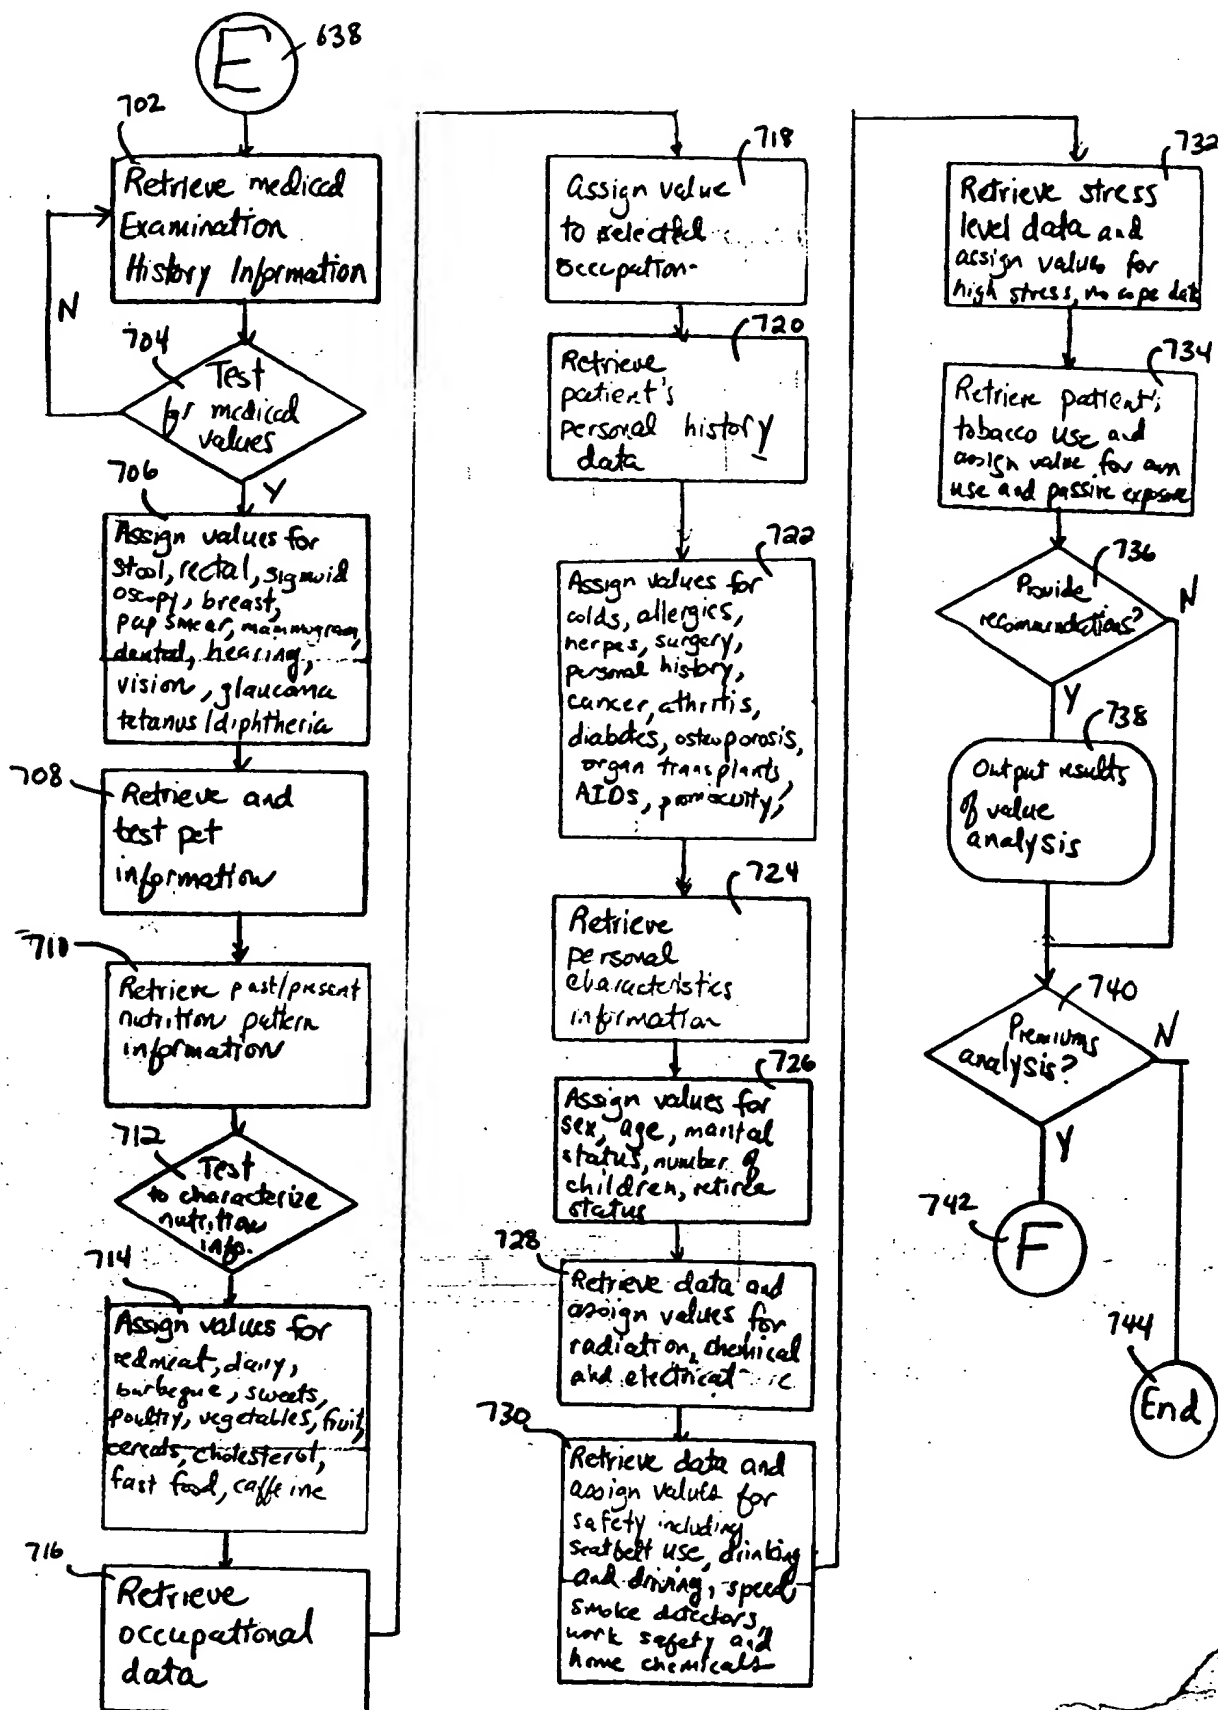 E
638
702
Retrieve medical
Examination
History Information
N
704
Test
for medical
values
Y
706
Assign values for
stool, rectal, sigmoid
oscopy, breast,
pap smear, mammogram,
dental, hearing,
vision, glaucoma
tetanus/diphtheria
708
Retrieve and
test pet
information
710
Retrieve past/present
nutrition pattern
information
712
Test
to characterize
nutrition
info.
714
Assign values for
redmeat, dairy,
barbeque, sweets,
poultry, vegetables, fruit,
cereals, cholesterol,
fast food, caffeine
716
Retrieve
occupational
data
718
Assign value
to selected
occupation
720
Retrieve
patient's
personal history
data
722
Assign values for
colds, allergies,
herpes, surgery,
personal history,
cancer, athritis,
diabetes, osteoporosis,
organ transplants,
AIDs, promiscuity,
724
Retrieve
personal
characteristics
information
726
Assign values for
sex, age, marital
status, number of
children, retiree
status
728
Retrieve data and
assign values for
radiation, chemical
and electrical
730
Retrieve data and
assign values for
safety including
seatbelt use, drinking
and driving, speed,
smoke detectors,
work safety and
home chemicals
732
Retrieve stress
level data and
assign values for
high stress, no cope data
734
Retrieve patient's
tobacco use and
assign value for own
use and passive exposure
736
Provide
recommendations?
N
Y
738
Output results
of value
analysis
740
Premiums
analysis?
N
Y
742
F
744
End